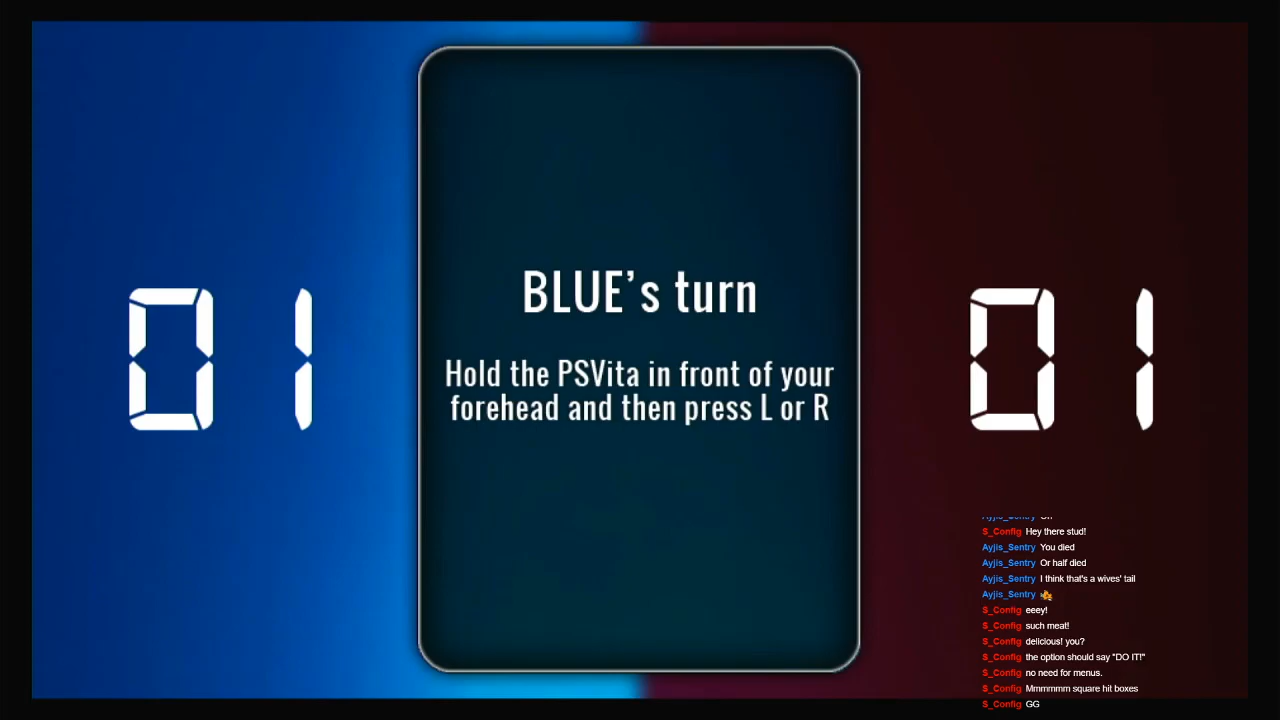 01
BLUE's turn
Hold the PSVita in front of your
forehead and then press L or R
01
Ayjis_Sentry
S_Config Hey there stud!
Ayjis_Sentry You died
Ayjis_Sentry Or half died
Ayjis_Sentry I think that's a wives' tail
Ayjis_Sentry
S_Config eeey!
S_Config such meat!
S_Config delicious! you?
S_Config the option should say "DO IT!"
S_Config no need for menus.
S_Config Mmmmmm square hit boxes
S_Config GG